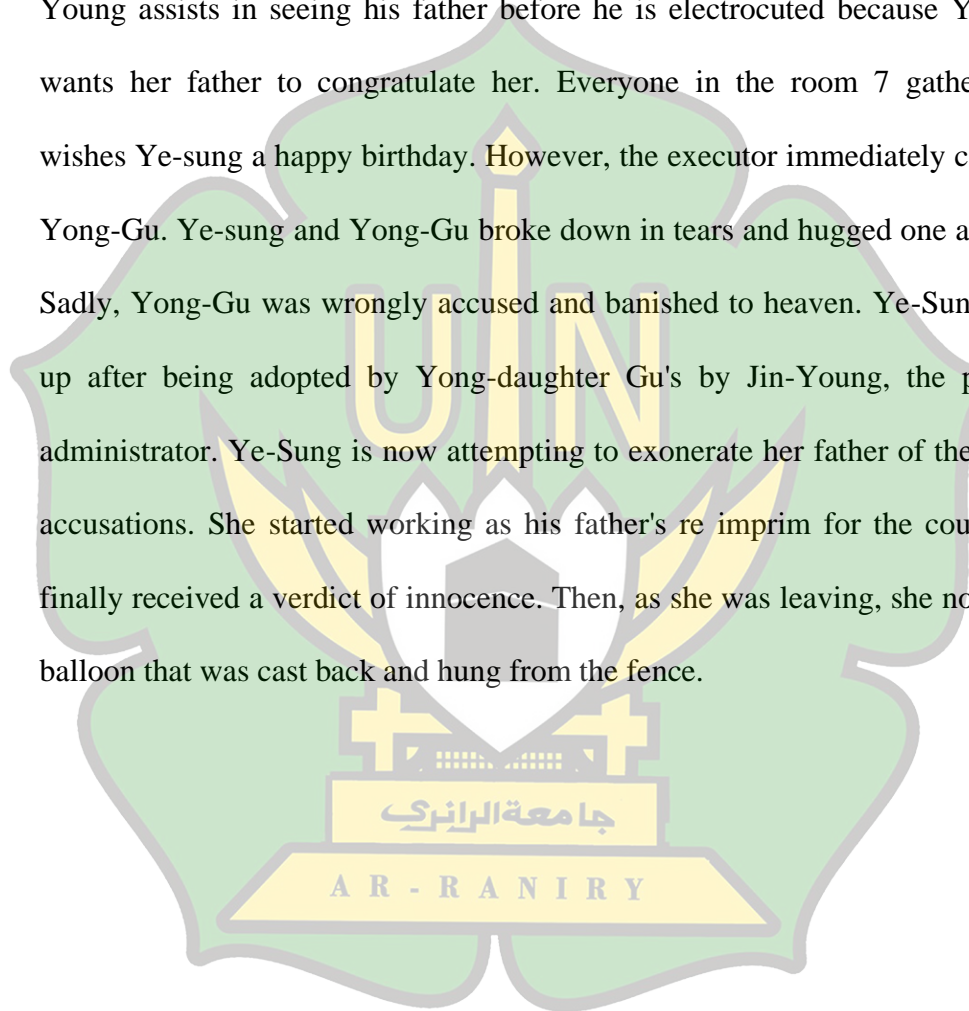 Young assists in seeing his father before he is electrocuted because Y
wants her father to congratulate her. Everyone in the room 7 gathe
wishes Ye-sung a happy birthday. However, the executor immediately c
Yong-Gu. Ye-sung and Yong-Gu broke down in tears and hugged one a
Sadly, Yong-Gu was wrongly accused and banished to heaven. Ye-Sun
up after being adopted by Yong-daughter Gu's by Jin-Young, the p
administrator. Ye-Sung is now attempting to exonerate her father of the
accusations. She started working as his father's re imprim for the cou
finally received a verdict of innocence. Then, as she was leaving, she no
balloon that was cast back and hung from the fence.
UIN
جامعةالرانري
AR-RANIRY